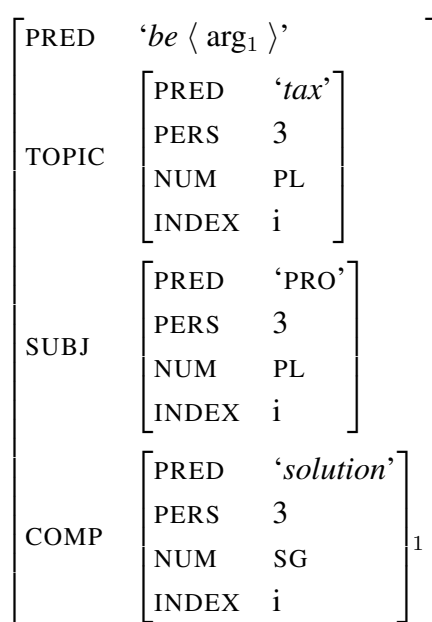 PRED ‘be ⟨ arg₁ ⟩’
TOPIC
PRED ‘tax’
PERS 3
NUM PL
INDEX i
SUBJ
PRED ‘PRO’
PERS 3
NUM PL
INDEX i
COMP
PRED ‘solution’
PERS 3
NUM SG
INDEX i
1